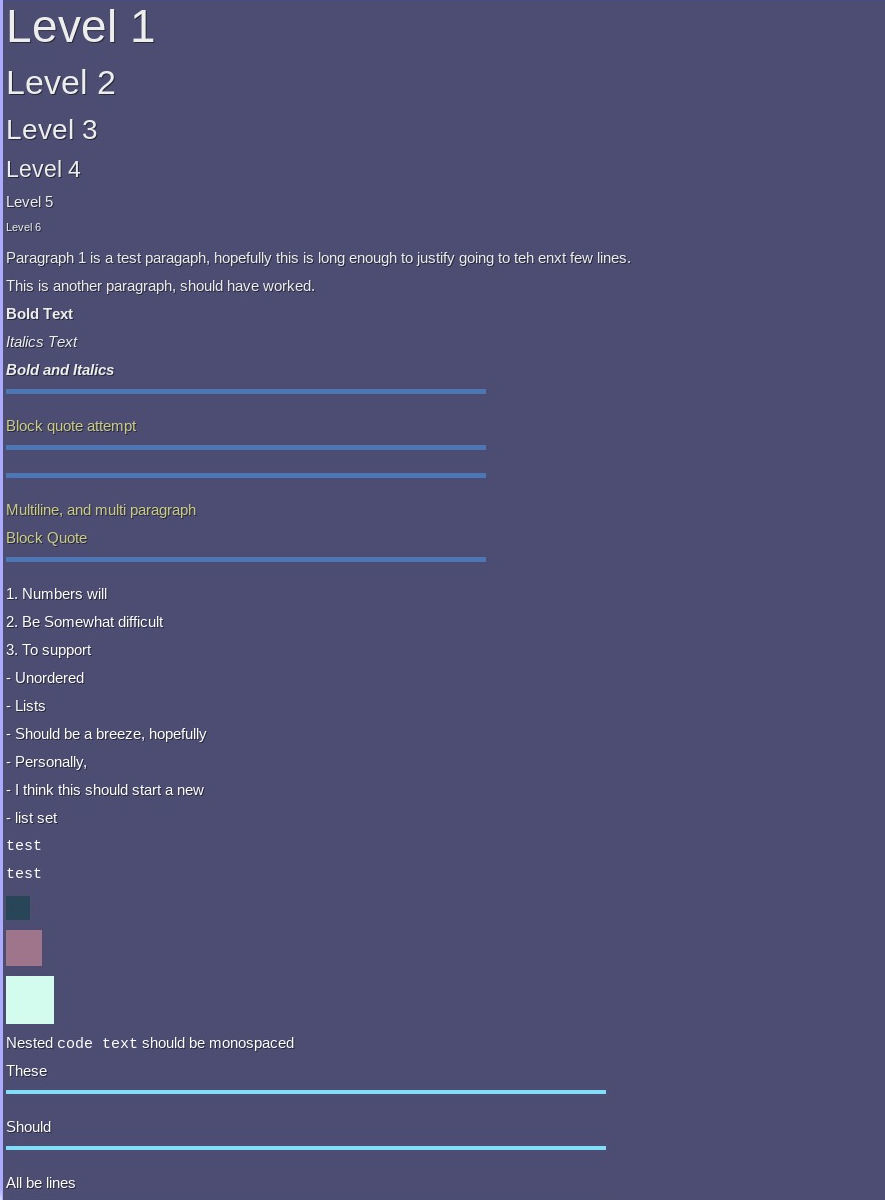 Level 1
Level 2
Level 3
Level 4
Level 5
Level 6
Paragraph 1 is a test paragaph, hopefully this is long enough to justify going to teh enxt few lines.
This is another paragraph, should have worked.
Bold Text
Italics Text
Bold and Italics
Block quote attempt
Multiline, and multi paragraph
Block Quote
1. Numbers will
2. Be Somewhat difficult
3. To support
- Unordered
- Lists
- Should be a breeze, hopefully
- Personally,
- I think this should start a new
- list set
test
test
Nested code text should be monospaced
These
Should
All be lines